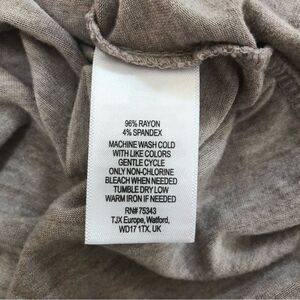 96% RAYON
4% SPANDEX
MACHINE WASH COLD
WITH LIKE COLORS
GENTLE CYCLE
ONLY NON-CHLORINE
BLEACH WHEN NEEDED
TUMBLE DRY LOW
WARM IRON IF NEEDED
RN# 75343
TJX Europe, Watford,
WD17 1TX, UK